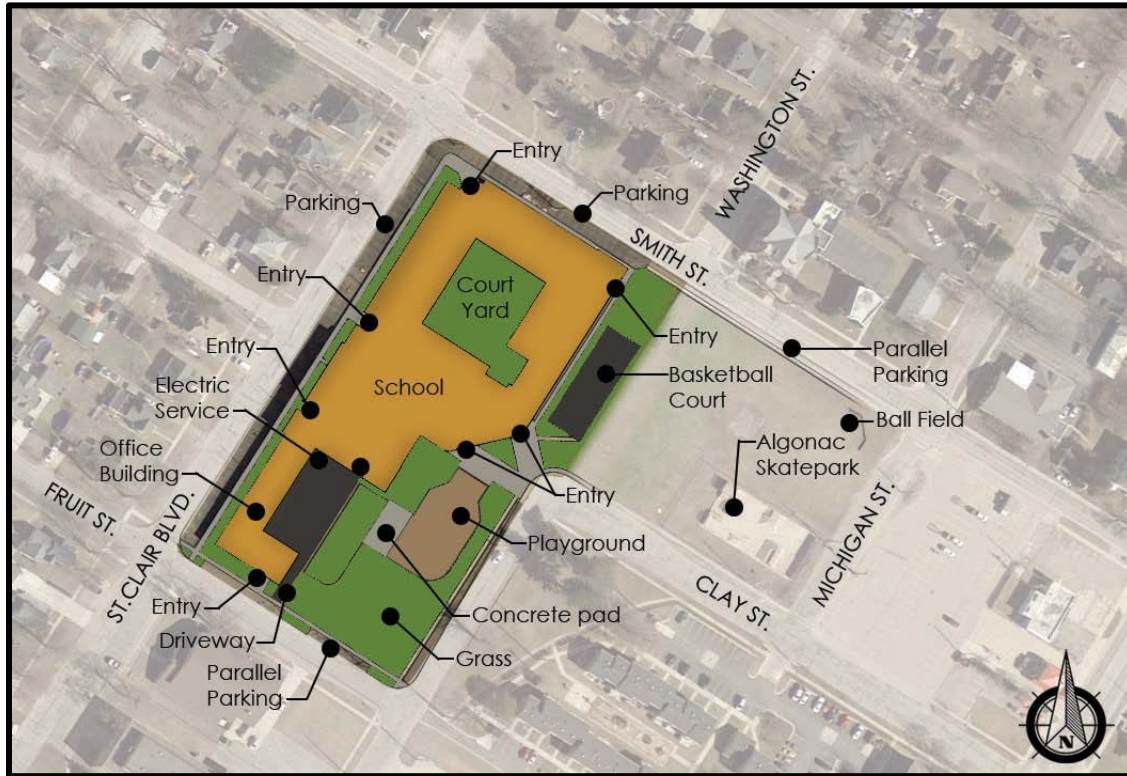 WASHINGTON ST.
Entry
Parking
Parking
SMITH ST.
Entry
Court
Yard
Entry
Entry
Parallel
Parking
Electric
Service
School
Basketball
Court
Ball Field
Office
Building
Algonac
Skatepark
FRUIT ST.
Entry
MICHIGAN ST.
ST.CLAIR BLVD.
Playground
CLAY ST.
Entry
Concrete pad
Driveway
Grass
Parallel
Parking
N